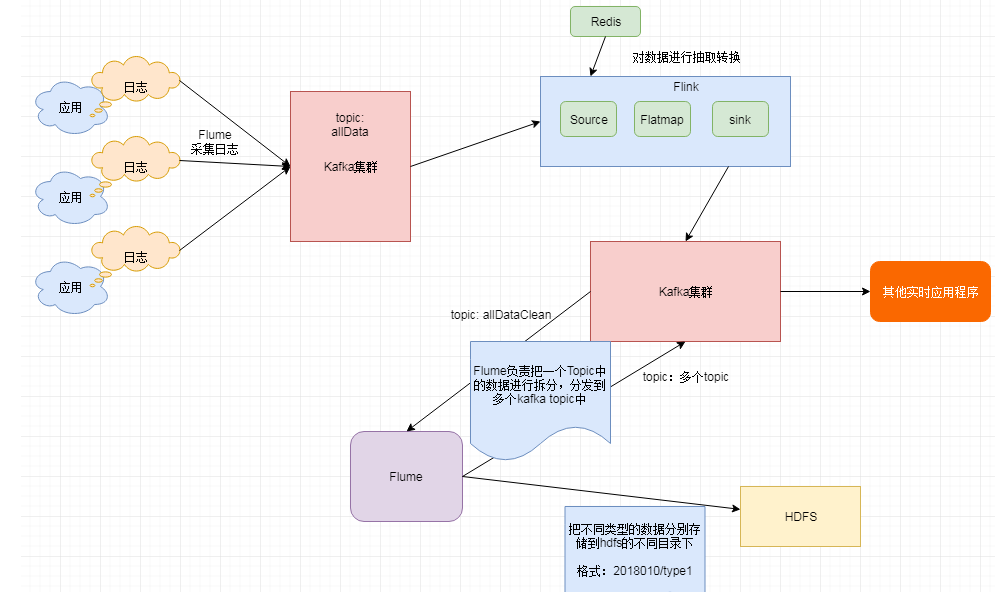 Redis
对数据进行抽取转换
Flink
Source
Flatmap
sink
日志
应用
日志
应用
日志
应用
Flume
采集日志
topic:
allData
Kafka集群
Kafka集群
其他实时应用程序
topic: allDataClean
Flume负责把一个Topic中
的数据进行拆分，分发到
多个kafka topic中
topic：多个topic
Flume
HDFS
把不同类型的数据分别存
储到hdfs的不同目录下
格式：2018010/type1